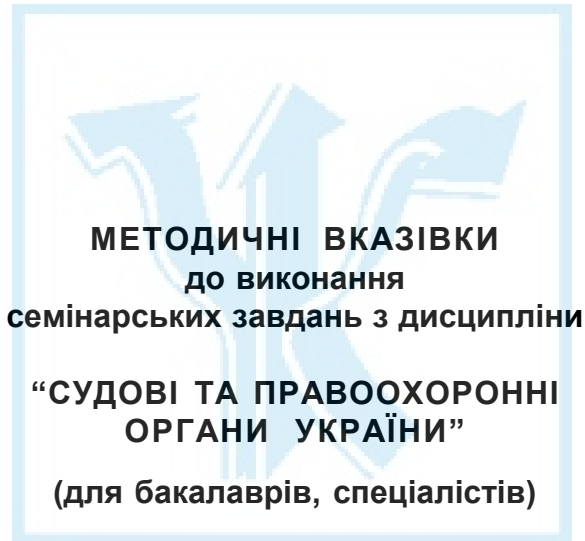 МЕТОДИЧНІ ВКАЗІВКИ
до виконання
семінарських завдань з дисципліни
“СУДОВІ ТА ПРАВООХОРОННІ
ОРГАНИ УКРАЇНИ”
(для бакалаврів, спеціалістів)